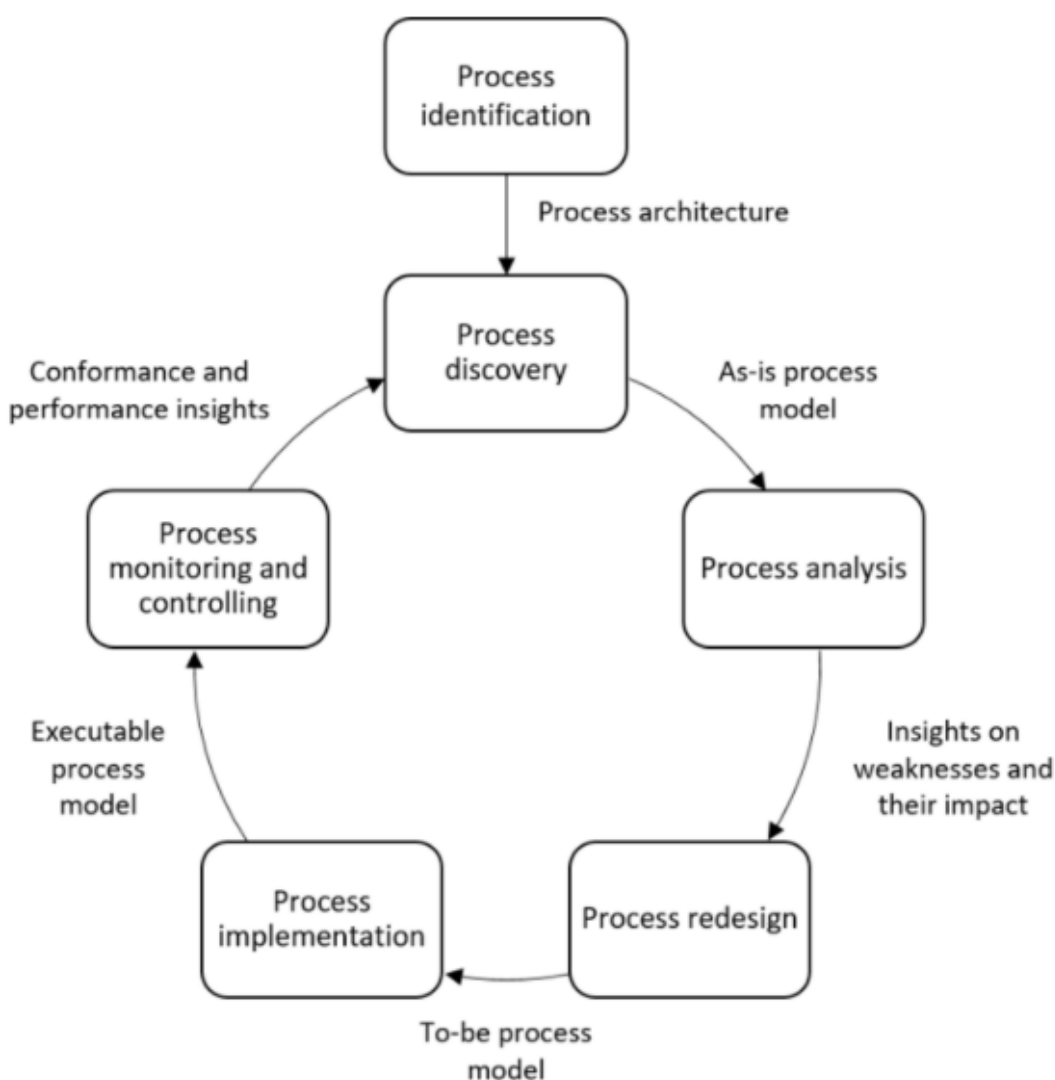 Process
identification
Process architecture
Process
discovery
Conformance and
performance insights
As-is process
model
Process
monitoring and
controlling
Process analysis
Executable
process
model
Insights on
weaknesses and
their impact
Process
implementation
Process redesign
To-be process
model